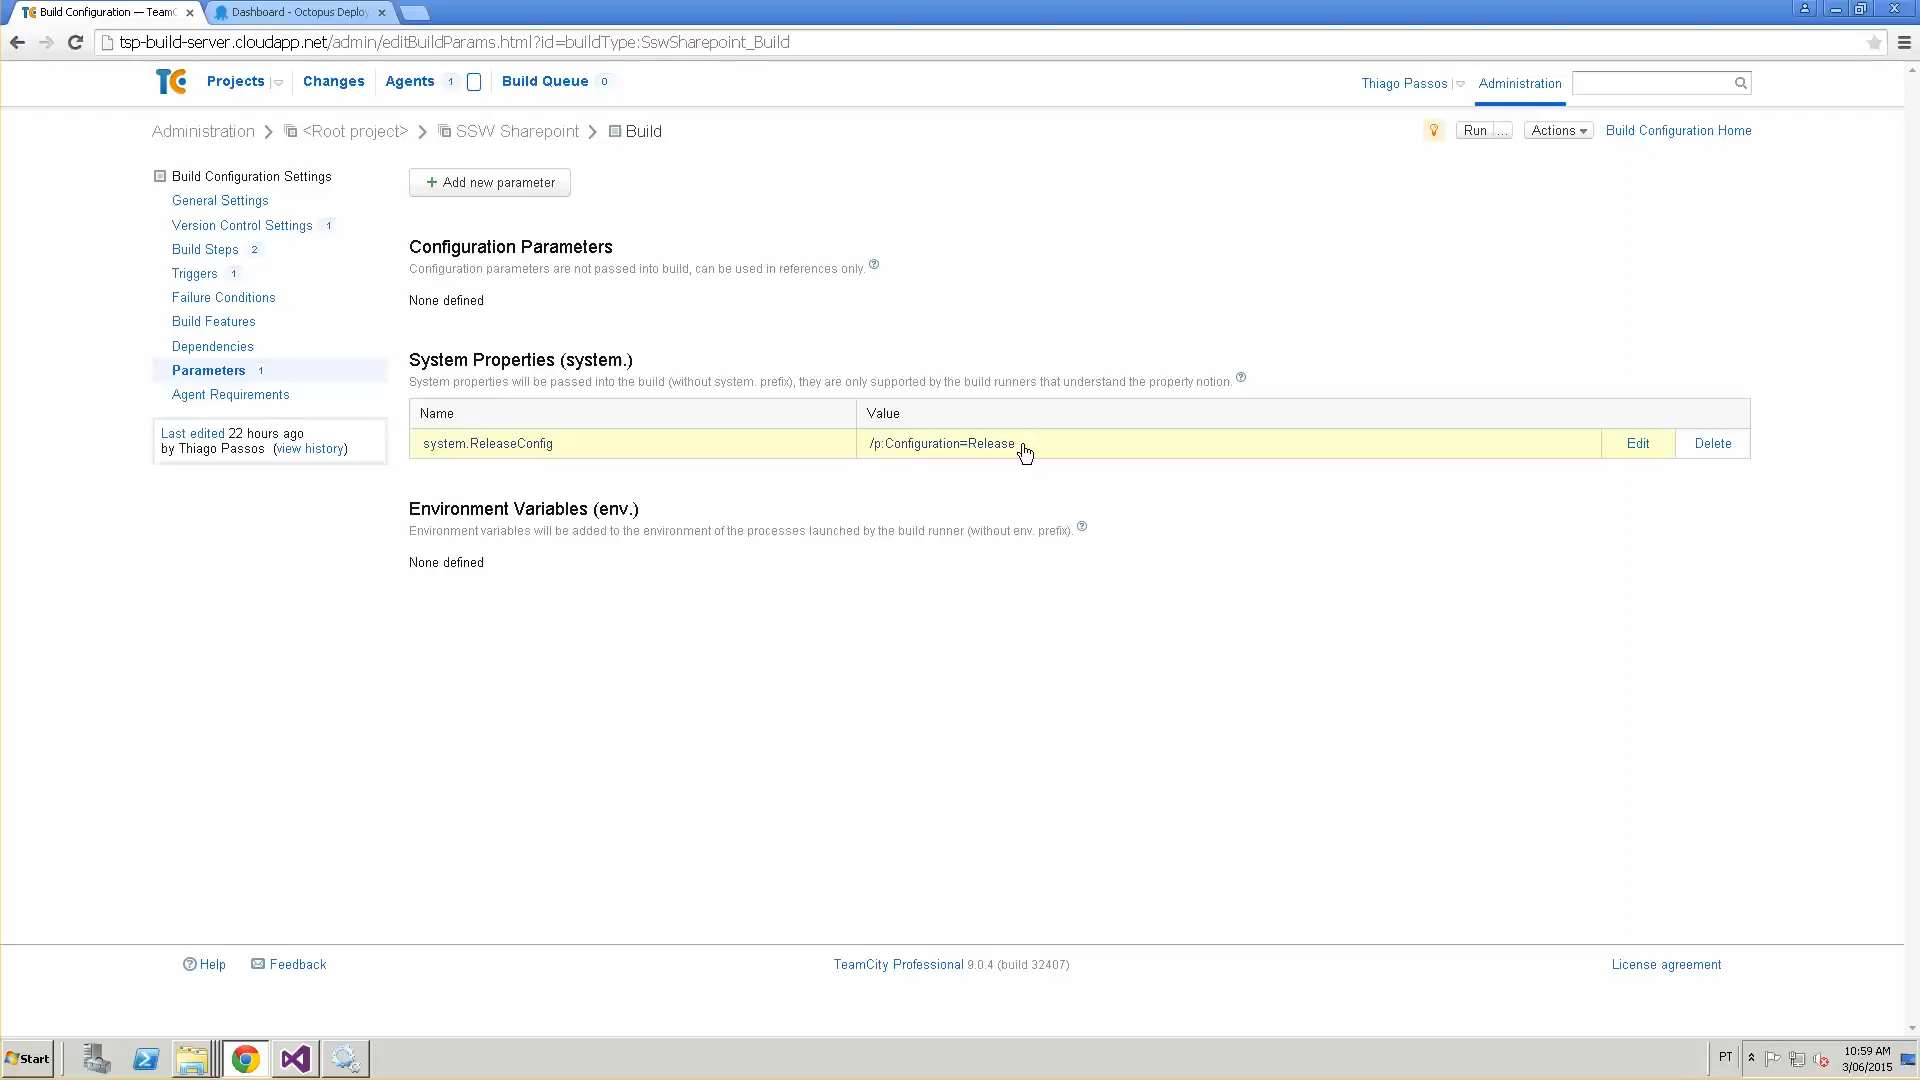 Build Configuration — TeamC
Dashboard - Octopus Deploy
tsp-build-server.cloudapp.net/admin/editBuildParams.html?id=buildType:SswSharepoint_Build
TC
Projects
Changes
Agents 1
Build Queue 0
Thiago Passos
Administration
Administration
<Root project>
SSW Sharepoint
Build
Run ...
Actions
Build Configuration Home
Build Configuration Settings
General Settings
Version Control Settings 1
Build Steps 2
Triggers 1
Failure Conditions
Build Features
Dependencies
Parameters 1
Agent Requirements
Last edited 22 hours ago
by Thiago Passos (view history)
+ Add new parameter
Configuration Parameters
Configuration parameters are not passed into build, can be used in references only. ?
None defined
System Properties (system.)
System properties will be passed into the build (without system. prefix), they are only supported by the build runners that understand the property notion. ?
Name Value
system.ReleaseConfig /p:Configuration=Release Edit Delete
Environment Variables (env.)
Environment variables will be added to the environment of the processes launched by the build runner (without env. prefix). ?
None defined
? Help
Feedback
TeamCity Professional 9.0.4 (build 32407)
License agreement
Start
PT
10:59 AM
3/06/2015